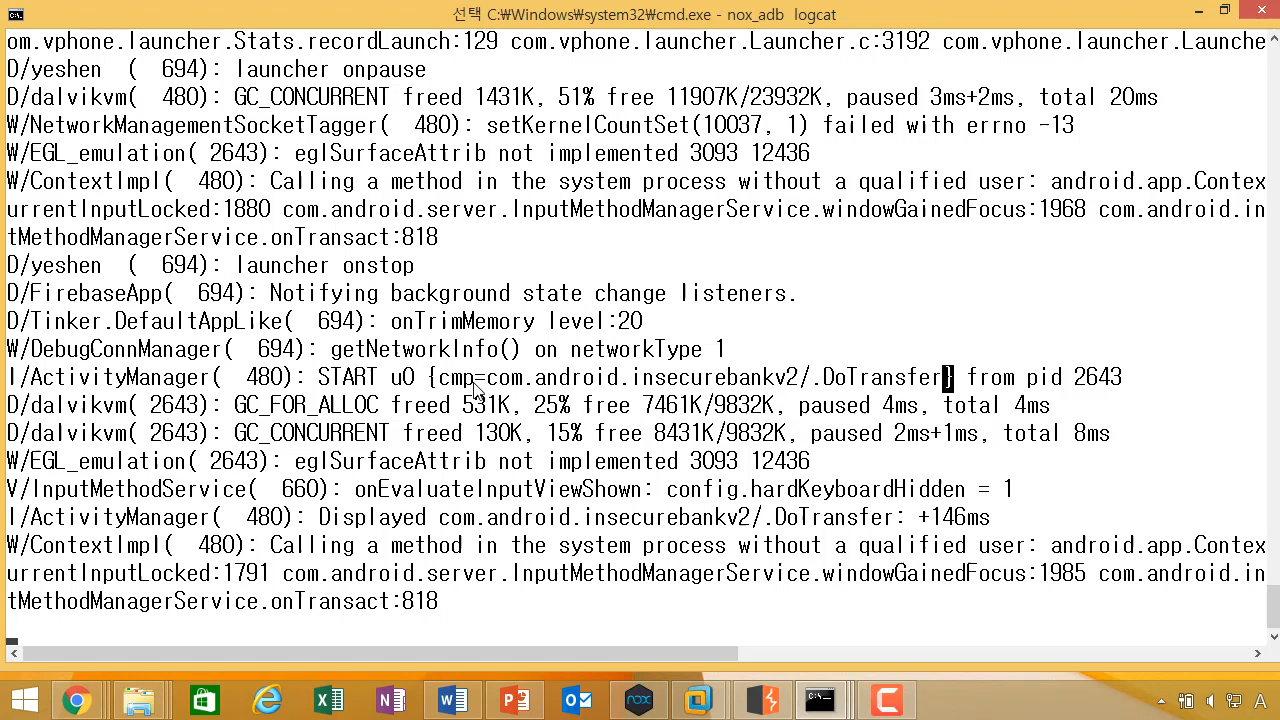 선택 C:₩Windows₩system32₩cmd.exe - nox_adb logcat
om.vphone.launcher.Stats.recordLaunch:129 com.vphone.launcher.Launcher.c:3192 com.vphone.launcher.Launche
D/yeshen  (  694): launcher onpause
D/dalvikvm(  480): GC_CONCURRENT freed 1431K, 51% free 11907K/23932K, paused 3ms+2ms, total 20ms
W/NetworkManagementSocketTagger(  480): setKernelCountSet(10037, 1) failed with errno -13
W/EGL_emulation( 2643): eglSurfaceAttrib not implemented 3093 12436
W/ContextImpl(  480): Calling a method in the system process without a qualified user: android.app.Contex
urrentInputLocked:1880 com.android.server.InputMethodManagerService.windowGainedFocus:1968 com.android.in
tMethodManagerService.onTransact:818
D/yeshen  (  694): launcher onstop
D/FirebaseApp(  694): Notifying background state change listeners.
D/Tinker.DefaultAppLike(  694): onTrimMemory level:20
W/DebugConnManager(  694): getNetworkInfo() on networkType 1
I/ActivityManager(  480): START u0 {cmp=com.android.insecurebankv2/.DoTransfer} from pid 2643
D/dalvikvm( 2643): GC_FOR_ALLOC freed 531K, 25% free 7461K/9832K, paused 4ms, total 4ms
D/dalvikvm( 2643): GC_CONCURRENT freed 130K, 15% free 8431K/9832K, paused 2ms+1ms, total 8ms
W/EGL_emulation( 2643): eglSurfaceAttrib not implemented 3093 12436
V/InputMethodService(  660): onEvaluateInputViewShown: config.hardKeyboardHidden = 1
I/ActivityManager(  480): Displayed com.android.insecurebankv2/.DoTransfer: +146ms
W/ContextImpl(  480): Calling a method in the system process without a qualified user: android.app.Contex
urrentInputLocked:1791 com.android.server.InputMethodManagerService.windowGainedFocus:1985 com.android.in
tMethodManagerService.onTransact:818
nox
A